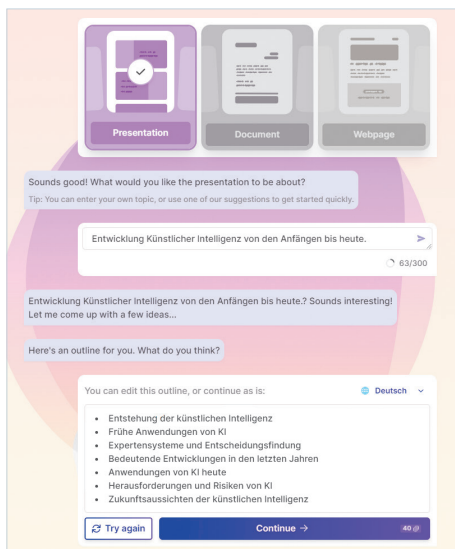 Presentation
Document
Webpage
Sounds good! What would you like the presentation to be about?
Tip: You can enter your own topic, or use one of our suggestions to get started quickly.
Entwicklung Künstlicher Intelligenz von den Anfängen bis heute.
63/300
Entwicklung Künstlicher Intelligenz von den Anfängen bis heute.? Sounds interesting!
Let me come up with a few ideas...
Here's an outline for you. What do you think?
You can edit this outline, or continue as is:
Deutsch
• Entstehung der künstlichen Intelligenz
• Frühe Anwendungen von KI
• Expertensysteme und Entscheidungsfindung
• Bedeutende Entwicklungen in den letzten Jahren
• Anwendungen von KI heute
• Herausforderungen und Risiken von KI
• Zukunftsaussichten der künstlichen Intelligenz
Try again
Continue →
40